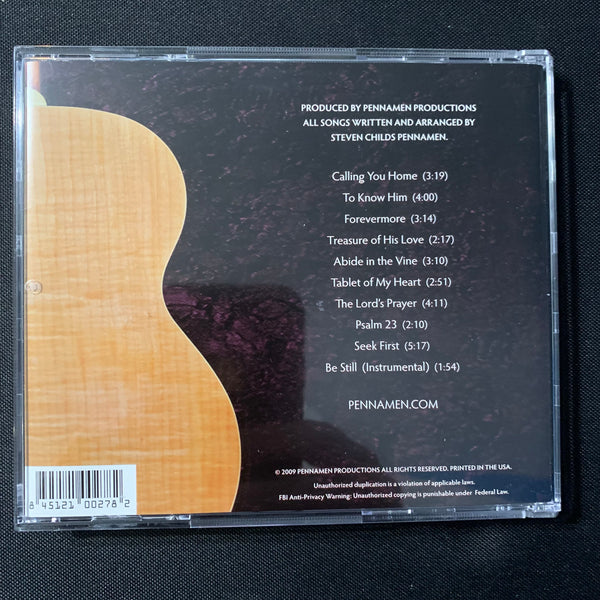 PRODUCED BY PENNAMEN PRODUCTIONS
ALL SONGS WRITTEN AND ARRANGED BY
STEVEN CHILDS PENNAMEN.
Calling You Home (3:19)
To Know Him (4:00)
Forevermore (3:14)
Treasure of His Love (2:17)
Abide in the Vine (3:10)
Tablet of My Heart (2:51)
The Lord's Prayer (4:11)
Psalm 23 (2:10)
Seek First (5:17)
Be Still (Instrumental) (1:54)
PENNAMEN.COM
© 2009 PENNAMEN PRODUCTIONS ALL RIGHTS RESERVED. PRINTED IN THE USA.
Unauthorized duplication is a violation of applicable laws.
FBI Anti-Privacy Warning: Unauthorized copying is punishable under Federal Law.
8 45121 00278 2